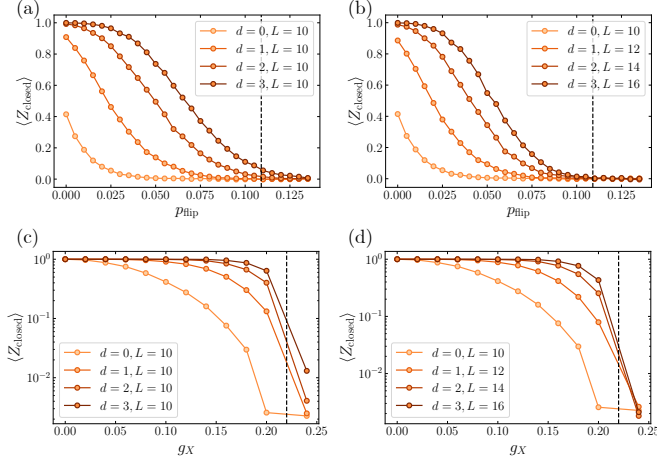 (a)
⟨Z_closed⟩
1.0
0.8
0.6
0.4
0.2
0.0
d = 0, L = 10
d = 1, L = 10
d = 2, L = 10
d = 3, L = 10
0.000 0.025 0.050 0.075 0.100 0.125
p_flip
(b)
⟨Z_closed⟩
1.0
0.8
0.6
0.4
0.2
0.0
d = 0, L = 10
d = 1, L = 12
d = 2, L = 14
d = 3, L = 16
0.000 0.025 0.050 0.075 0.100 0.125
p_flip
(c)
⟨Z_closed⟩
10^0
10^−1
10^−2
d = 0, L = 10
d = 1, L = 10
d = 2, L = 10
d = 3, L = 10
0.00 0.05 0.10 0.15 0.20 0.25
g_X
(d)
⟨Z_closed⟩
10^0
10^−1
10^−2
d = 0, L = 10
d = 1, L = 12
d = 2, L = 14
d = 3, L = 16
0.00 0.05 0.10 0.15 0.20 0.25
g_X